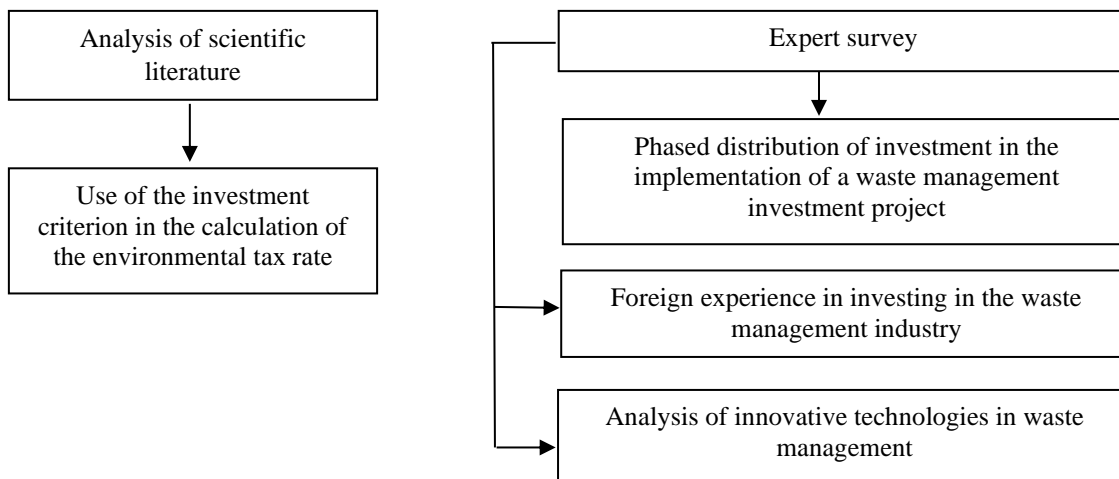 Analysis of scientific
literature
Use of the investment
criterion in the calculation of
the environmental tax rate
Expert survey
Phased distribution of investment in the
implementation of a waste management
investment project
Foreign experience in investing in the waste
management industry
Analysis of innovative technologies in waste
management